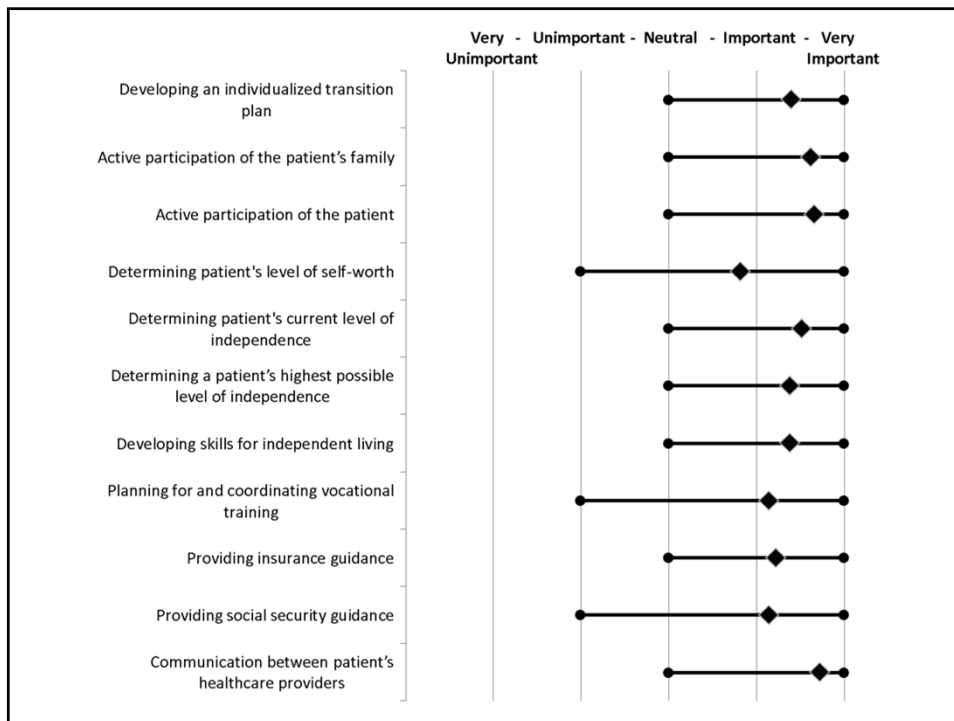 Very - Unimportant - Neutral - Important - Very
Unimportant Important
Developing an individualized transition
plan
Active participation of the patient’s family
Active participation of the patient
Determining patient's level of self-worth
Determining patient's current level of
independence
Determining a patient’s highest possible
level of independence
Developing skills for independent living
Planning for and coordinating vocational
training
Providing insurance guidance
Providing social security guidance
Communication between patient’s
healthcare providers